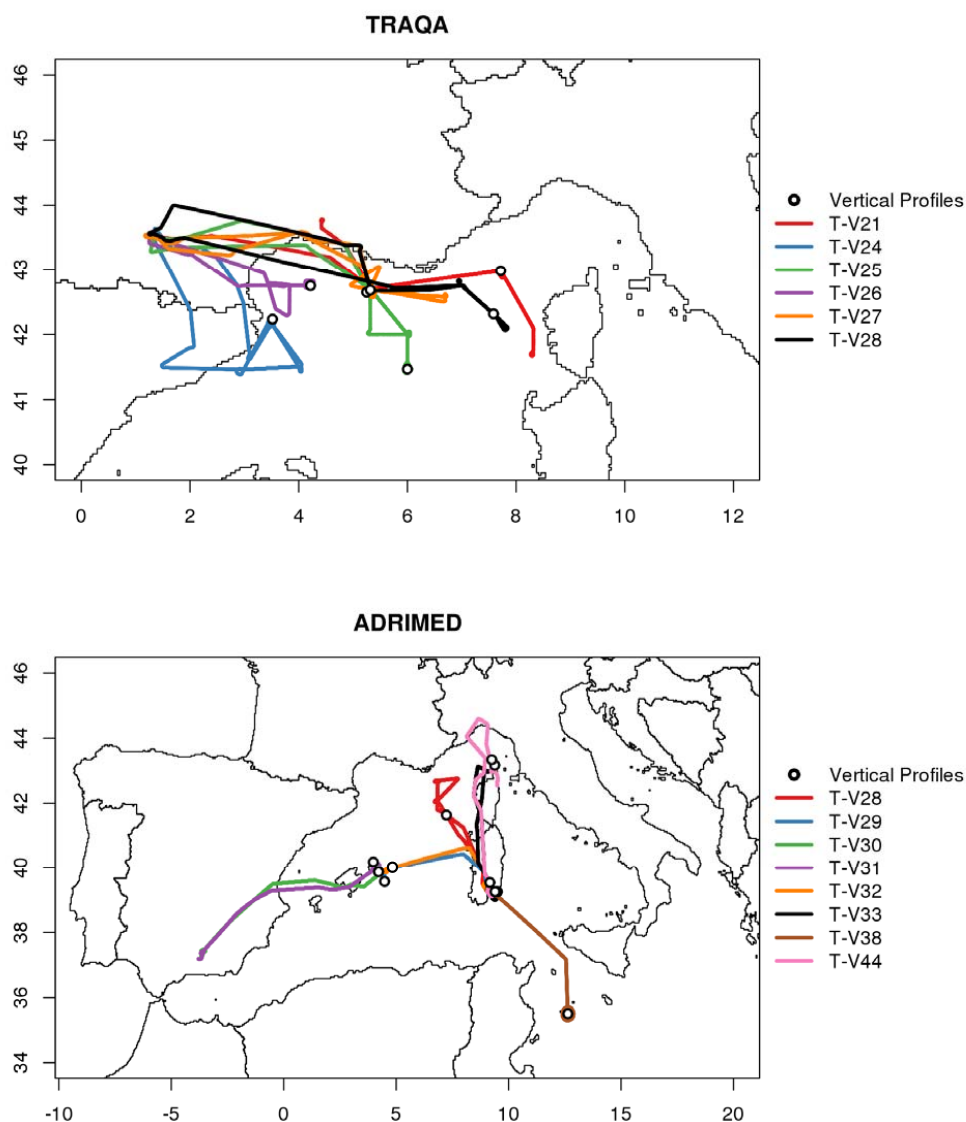 TRAQA
46
45
44
43
42
41
40
0 2 4 6 8 10 12
Vertical Profiles
T-V21
T-V24
T-V25
T-V26
T-V27
T-V28
ADRIMED
46
44
42
40
38
36
34
-10 -5 0 5 10 15 20
Vertical Profiles
T-V28
T-V29
T-V30
T-V31
T-V32
T-V33
T-V38
T-V44